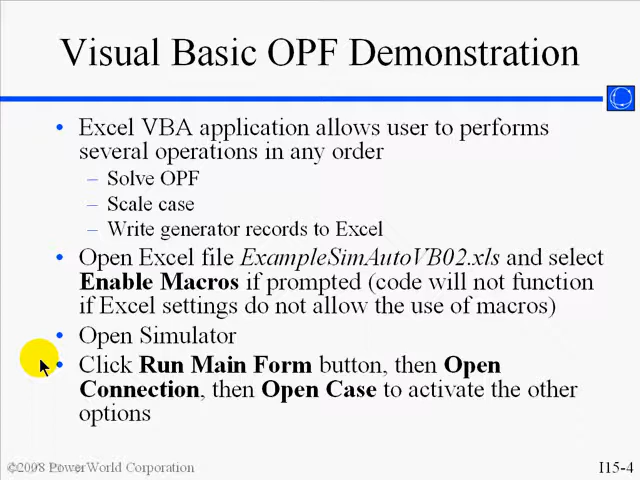 Visual Basic OPF Demonstration
• Excel VBA application allows user to performs
several operations in any order
– Solve OPF
– Scale case
– Write generator records to Excel
• Open Excel file ExampleSimAutoVB02.xls and select
Enable Macros if prompted (code will not function
if Excel settings do not allow the use of macros)
• Open Simulator
• Click Run Main Form button, then Open
Connection, then Open Case to activate the other
options
©2008 PowerWorld Corporation
I15-4